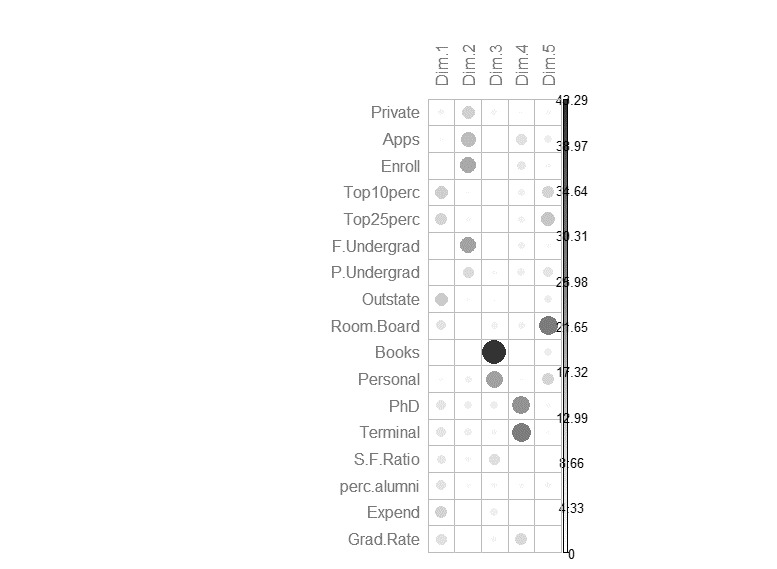 Dim.1 Dim.2 Dim.3 Dim.4 Dim.5
43.29
Private
Apps 38.97
Enroll
Top10perc 34.64
Top25perc
F.Undergrad 30.31
P.Undergrad
Outstate 25.98
Room.Board 21.65
Books
Personal 17.32
PhD 12.99
Terminal
S.F.Ratio 8.66
perc.alumni
Expend 4.33
Grad.Rate
0